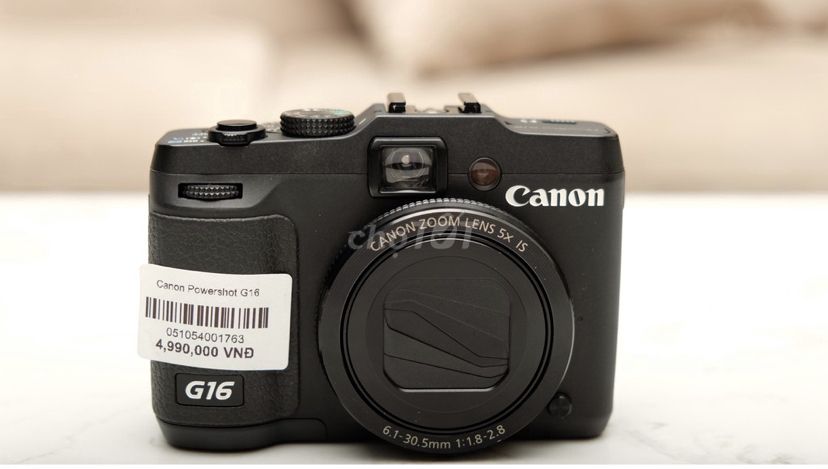 Canon
CANON ZOOM LENS 5X IS
chợTỐT
Canon Powershot G16
051054001763
4,990,000 VNĐ
G16
6.1-30.5mm 1:1.8-2.8